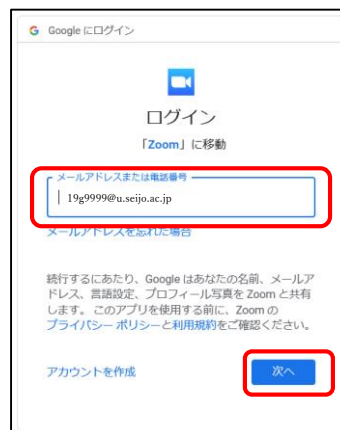 G Google にログイン
ログイン
「Zoom」に移動
メールアドレスまたは電話番号
19g9999@u.seijo.ac.jp
メールアドレスを忘れた場合
続行するにあたり、Google はあなたの名前、メールア
ドレス、言語設定、プロフィール写真を Zoom と共有
します。 このアプリを使用する前に、Zoom の
プライバシー ポリシーと利用規約をご確認ください。
アカウントを作成
次へ